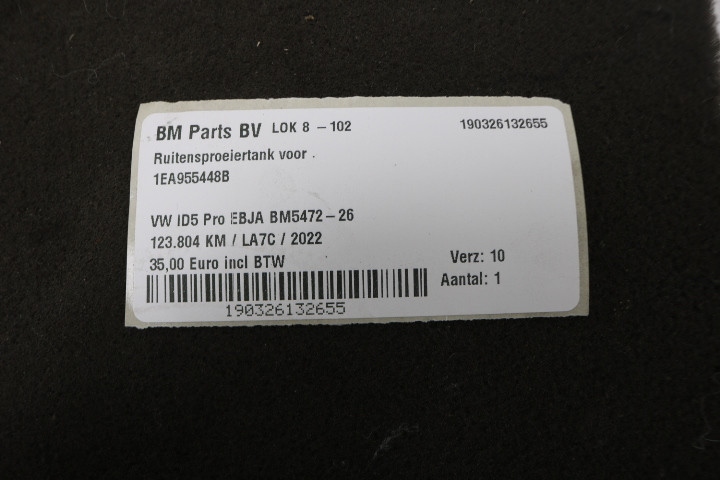 BM Parts BV LOK 8 - 102 190326132655
Ruitensproeiertank voor .
1EA955448B
VW ID5 Pro EBJA BM5472-26
123.804 KM / LA7C / 2022
35,00 Euro incl BTW Verz: 10
Aantal: 1
190326132655